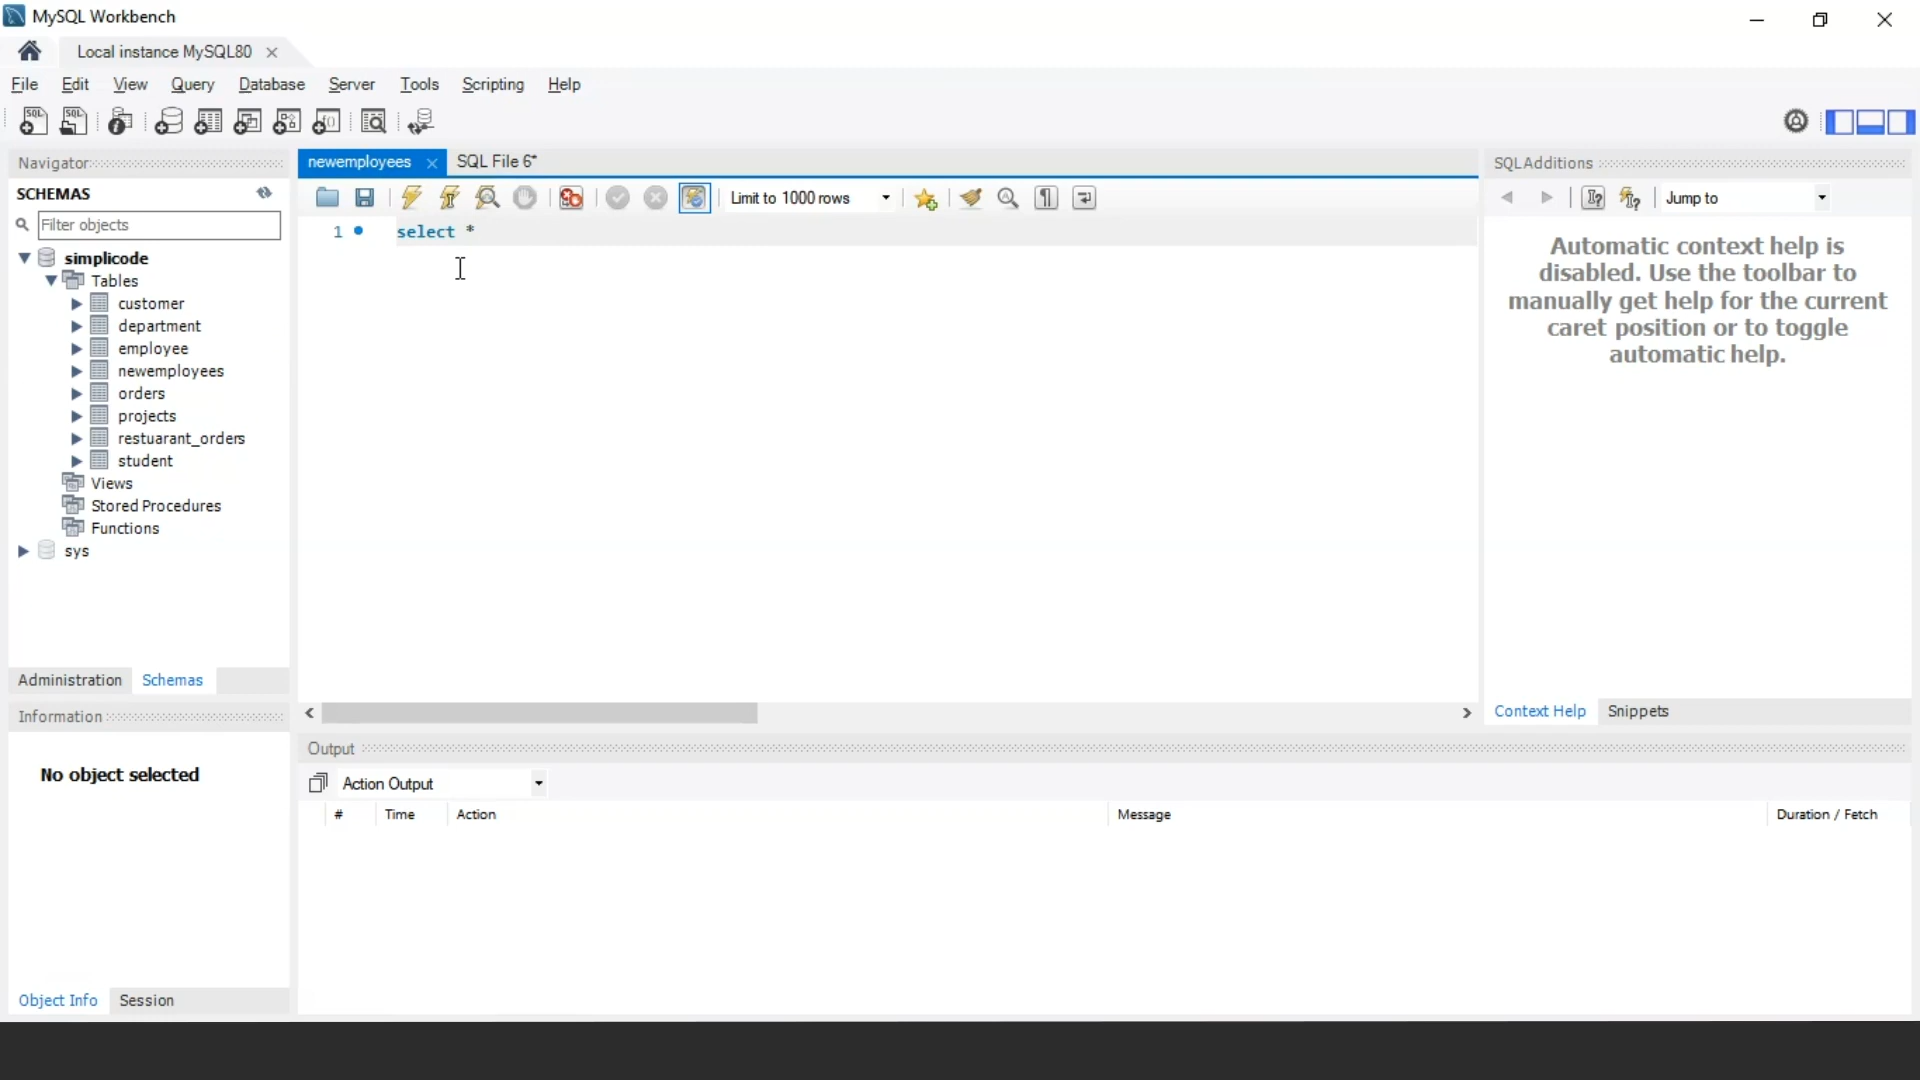 MySQL Workbench
Local instance MySQL80
File Edit View Query Database Server Tools Scripting Help
Navigator
SCHEMAS
Filter objects
simplicode
Tables
customer
department
employee
newemployees
orders
projects
restuarant_orders
student
Views
Stored Procedures
Functions
sys
Administration Schemas
Information
No object selected
Object Info Session
newemployees SQL File 6*
Limit to 1000 rows
1 select *
SQLAdditions
Jump to
Automatic context help is
disabled. Use the toolbar to
manually get help for the current
caret position or to toggle
automatic help.
Context Help Snippets
Output
Action Output
# Time Action Message Duration / Fetch